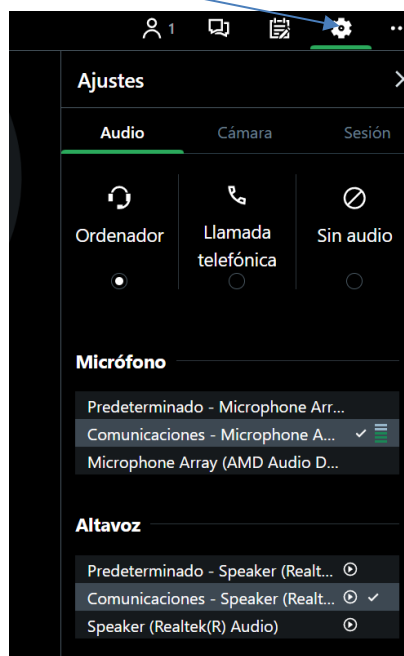 1
Ajustes
Audio Cámara Sesión
Ordenador Llamada telefónica Sin audio
Micrófono
Predeterminado - Microphone Arr...
Comunicaciones - Microphone A...
Microphone Array (AMD Audio D...
Altavoz
Predeterminado - Speaker (Realt...
Comunicaciones - Speaker (Realt...
Speaker (Realtek(R) Audio)